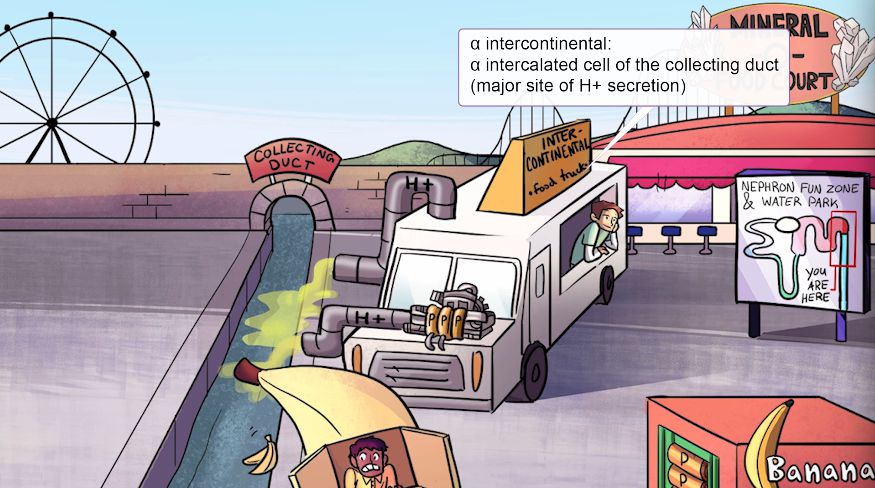 α intercontinental:
α intercalated cell of the collecting duct
(major site of H+ secretion)
MINERAL
FOOD COURT
COLLECTING
DUCT
INTER-
CONTINENTAL
•food truck•
H+
H+
P P P
NEPHRON FUN ZONE
& WATER PARK
YOU
ARE
HERE
P
P
Banana